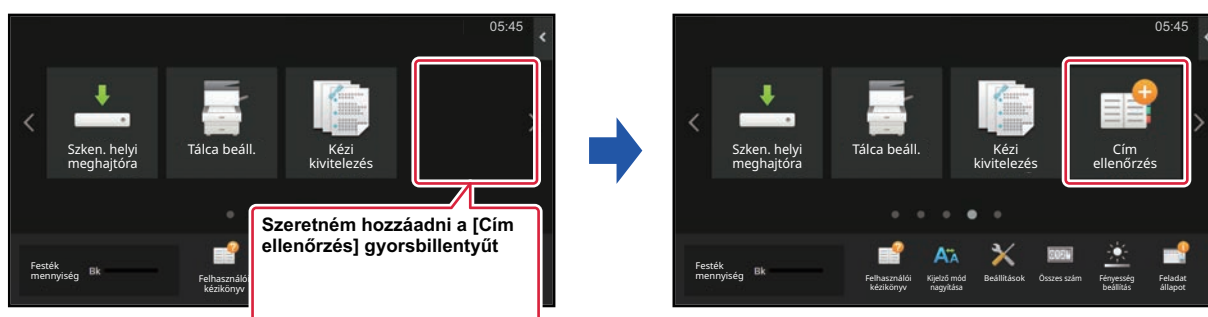 05:45
Szken. helyi
meghajtóra
Tálca beáll.
Kézi
kivitelezés
Szeretném hozzáadni a [Cím
ellenőrzés] gyorsbillentyűt
Festék
mennyiség
Bk
Felhasználói
kézikönyv
05:45
Szken. helyi
meghajtóra
Tálca beáll.
Kézi
kivitelezés
Cím
ellenőrzés
Festék
mennyiség
Bk
Felhasználói
kézikönyv
Kijelző mód
nagyítása
Beállítások
Összes szám
Fényesség
beállítás
Feladat
állapot